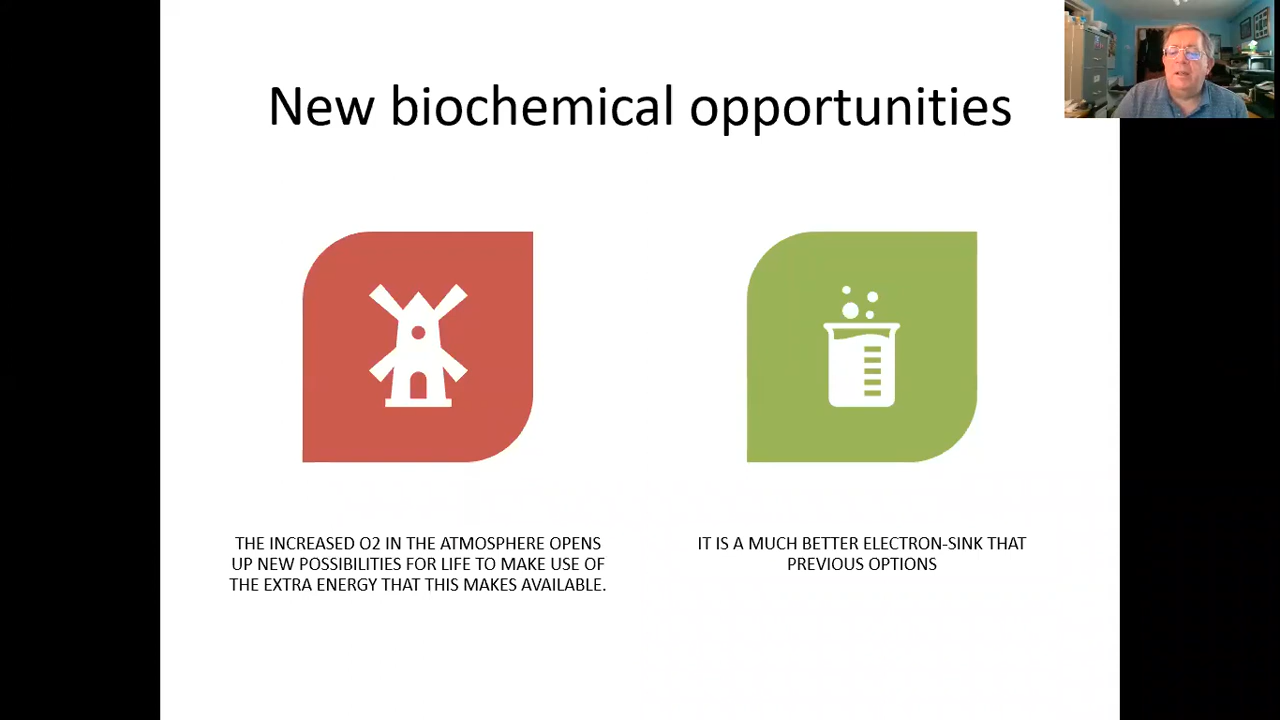 New biochemical opportunities
THE INCREASED O2 IN THE ATMOSPHERE OPENS
UP NEW POSSIBILITIES FOR LIFE TO MAKE USE OF
THE EXTRA ENERGY THAT THIS MAKES AVAILABLE.
IT IS A MUCH BETTER ELECTRON-SINK THAT
PREVIOUS OPTIONS